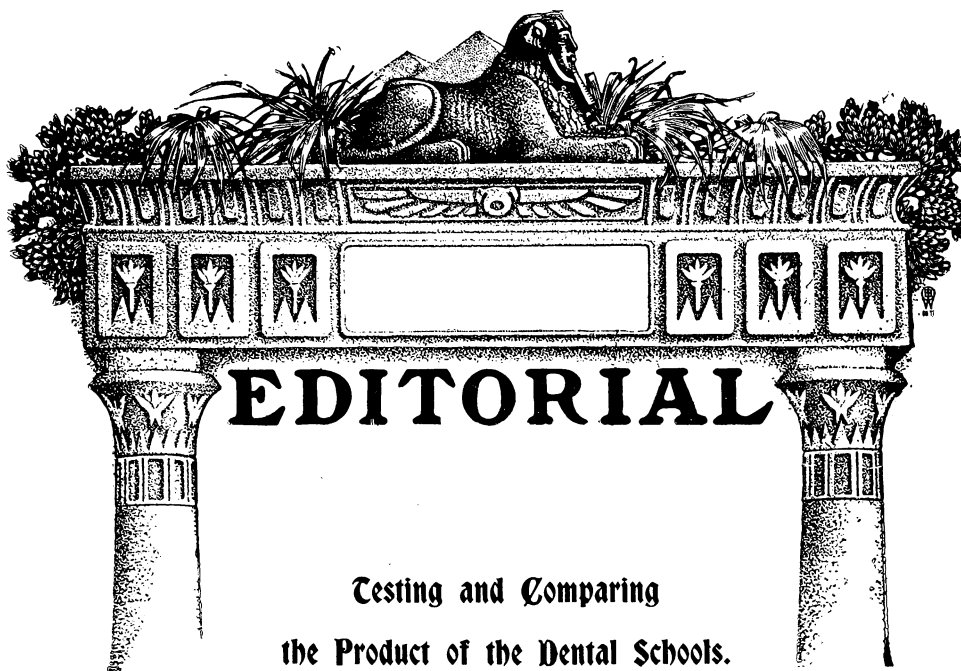 EDITORIAL
Testing and Comparing
the Product of the Dental Schools.